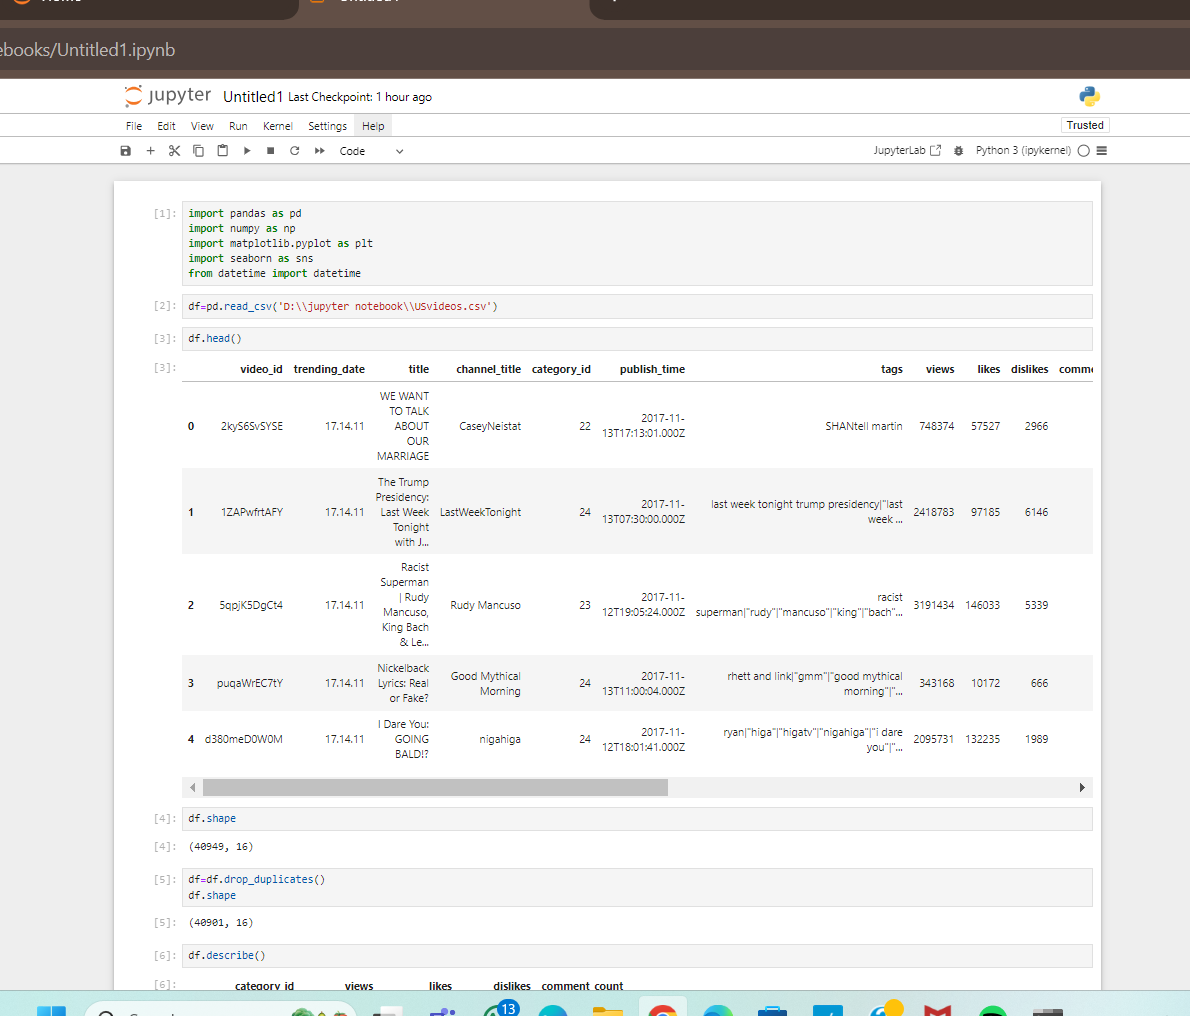 ebooks/Untitled1.ipynb
jupyter Untitled1 Last Checkpoint: 1 hour ago
File Edit View Run Kernel Settings Help
Trusted
Code
JupyterLab Python 3 (ipykernel)
[1]:
import pandas as pd
import numpy as np
import matplotlib.pyplot as plt
import seaborn as sns
from datetime import datetime
[2]:
df=pd.read_csv('D:\\jupyter notebook\\USvideos.csv')
[3]:
df.head()
[3]:
video_id trending_date title channel_title category_id publish_time tags views likes dislikes comme
WE WANT
TO TALK
0 2kyS6SvSYSE 17.14.11 ABOUT CaseyNeistat 22 2017-11-13T17:13:01.000Z SHANtell martin 748374 57527 2966
OUR
MARRIAGE
The Trump
Presidency:
1 1ZAPwfrtAFY 17.14.11 Last Week LastWeekTonight 24 2017-11-13T07:30:00.000Z last week tonight trump presidency|"last week ... 2418783 97185 6146
Tonight
with J...
Racist
Superman
| Rudy
2 5qpjK5DgCt4 17.14.11 Mancuso, Rudy Mancuso 23 2017-11-12T19:05:24.000Z racist superman|"rudy"|"mancuso"|"king"|"bach"... 3191434 146033 5339
King Bach
& Le...
Nickelback
3 puqaWrEC7tY 17.14.11 Lyrics: Real Good Mythical Morning 24 2017-11-13T11:00:04.000Z rhett and link|"gmm"|"good mythical morning"|"... 343168 10172 666
or Fake?
I Dare You:
4 d380meD0W0M 17.14.11 GOING nigahiga 24 2017-11-12T18:01:41.000Z ryan|"higa"|"higatv"|"nigahiga"|"i dare you"|"... 2095731 132235 1989
BALD!?
[4]:
df.shape
[4]:
(40949, 16)
[5]:
df=df.drop_duplicates()
df.shape
[5]:
(40901, 16)
[6]:
df.describe()
[6]:
category_id views likes dislikes comment_count
13